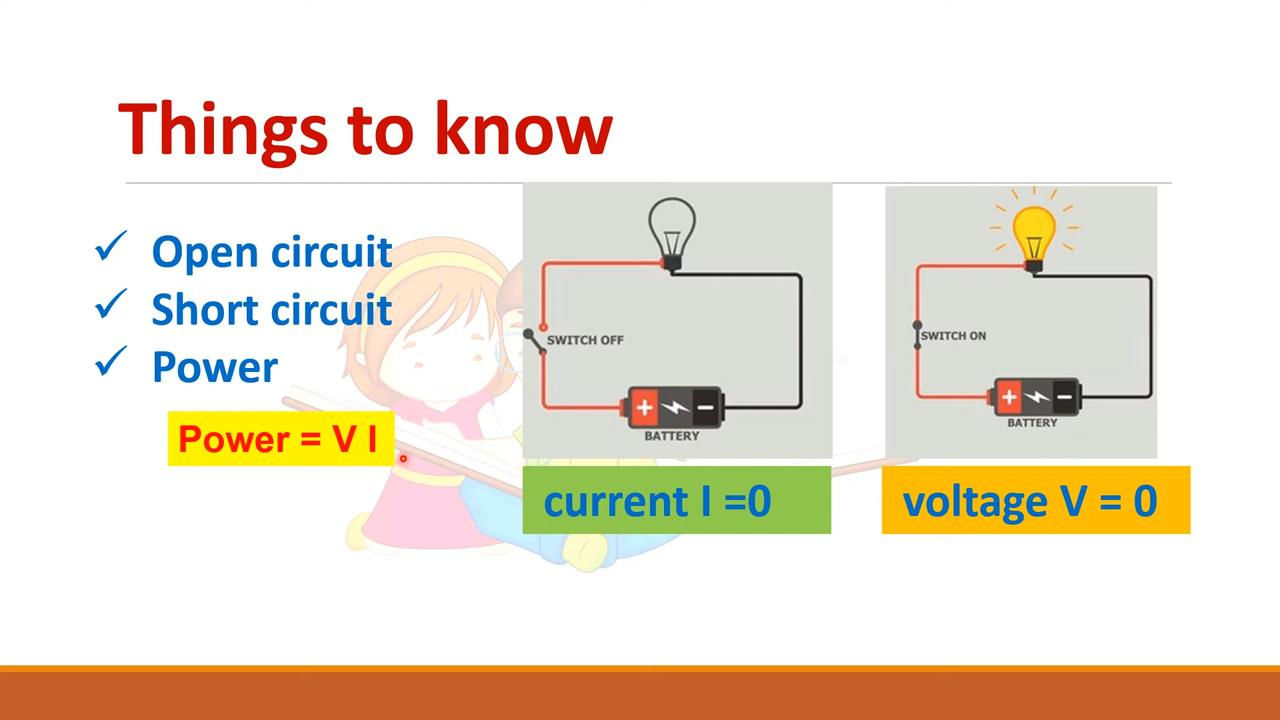 Things to know
✓ Open circuit
✓ Short circuit
✓ Power
Power = V I
SWITCH OFF
+ −
BATTERY
current I =0
SWITCH ON
+ −
BATTERY
voltage V = 0